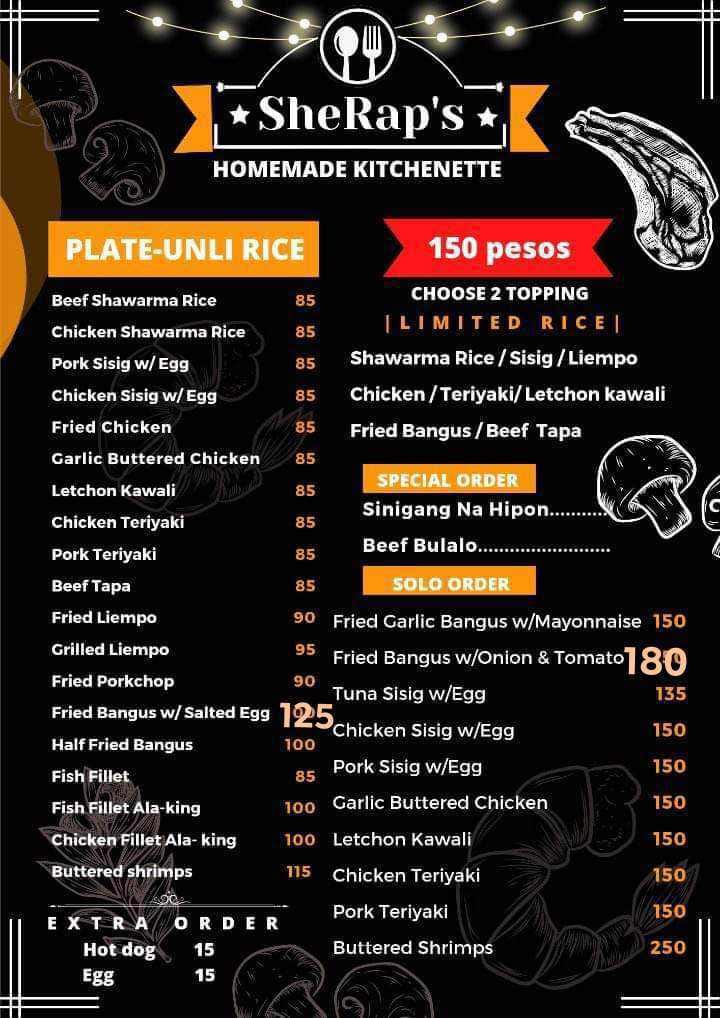 SheRap's
HOMEMADE KITCHENETTE
PLATE-UNLI RICE
Beef Shawarma Rice 85
Chicken Shawarma Rice 85
Pork Sisig w/ Egg 85
Chicken Sisig w/ Egg 85
Fried Chicken 85
Garlic Buttered Chicken 85
Letchon Kawali 85
Chicken Teriyaki 85
Pork Teriyaki 85
Beef Tapa 85
Fried Liempo 90
Grilled Liempo 95
Fried Porkchop 90
Fried Bangus w/ Salted Egg 125
Half Fried Bangus 100
Fish Fillet 85
Fish Fillet Ala-king 100
Chicken Fillet Ala- king 100
Buttered shrimps 115
EXTRA ORDER
Hot dog 15
Egg 15
150 pesos
CHOOSE 2 TOPPING
|LIMITED RICE|
Shawarma Rice / Sisig / Liempo
Chicken / Teriyaki/ Letchon kawali
Fried Bangus / Beef Tapa
SPECIAL ORDER
Sinigang Na Hipon...........
Beef Bulalo.........................
SOLO ORDER
Fried Garlic Bangus w/Mayonnaise 150
Fried Bangus w/Onion & Tomato 180
Tuna Sisig w/Egg 135
Chicken Sisig w/Egg 150
Pork Sisig w/Egg 150
Garlic Buttered Chicken 150
Letchon Kawali 150
Chicken Teriyaki 150
Pork Teriyaki 150
Buttered Shrimps 250